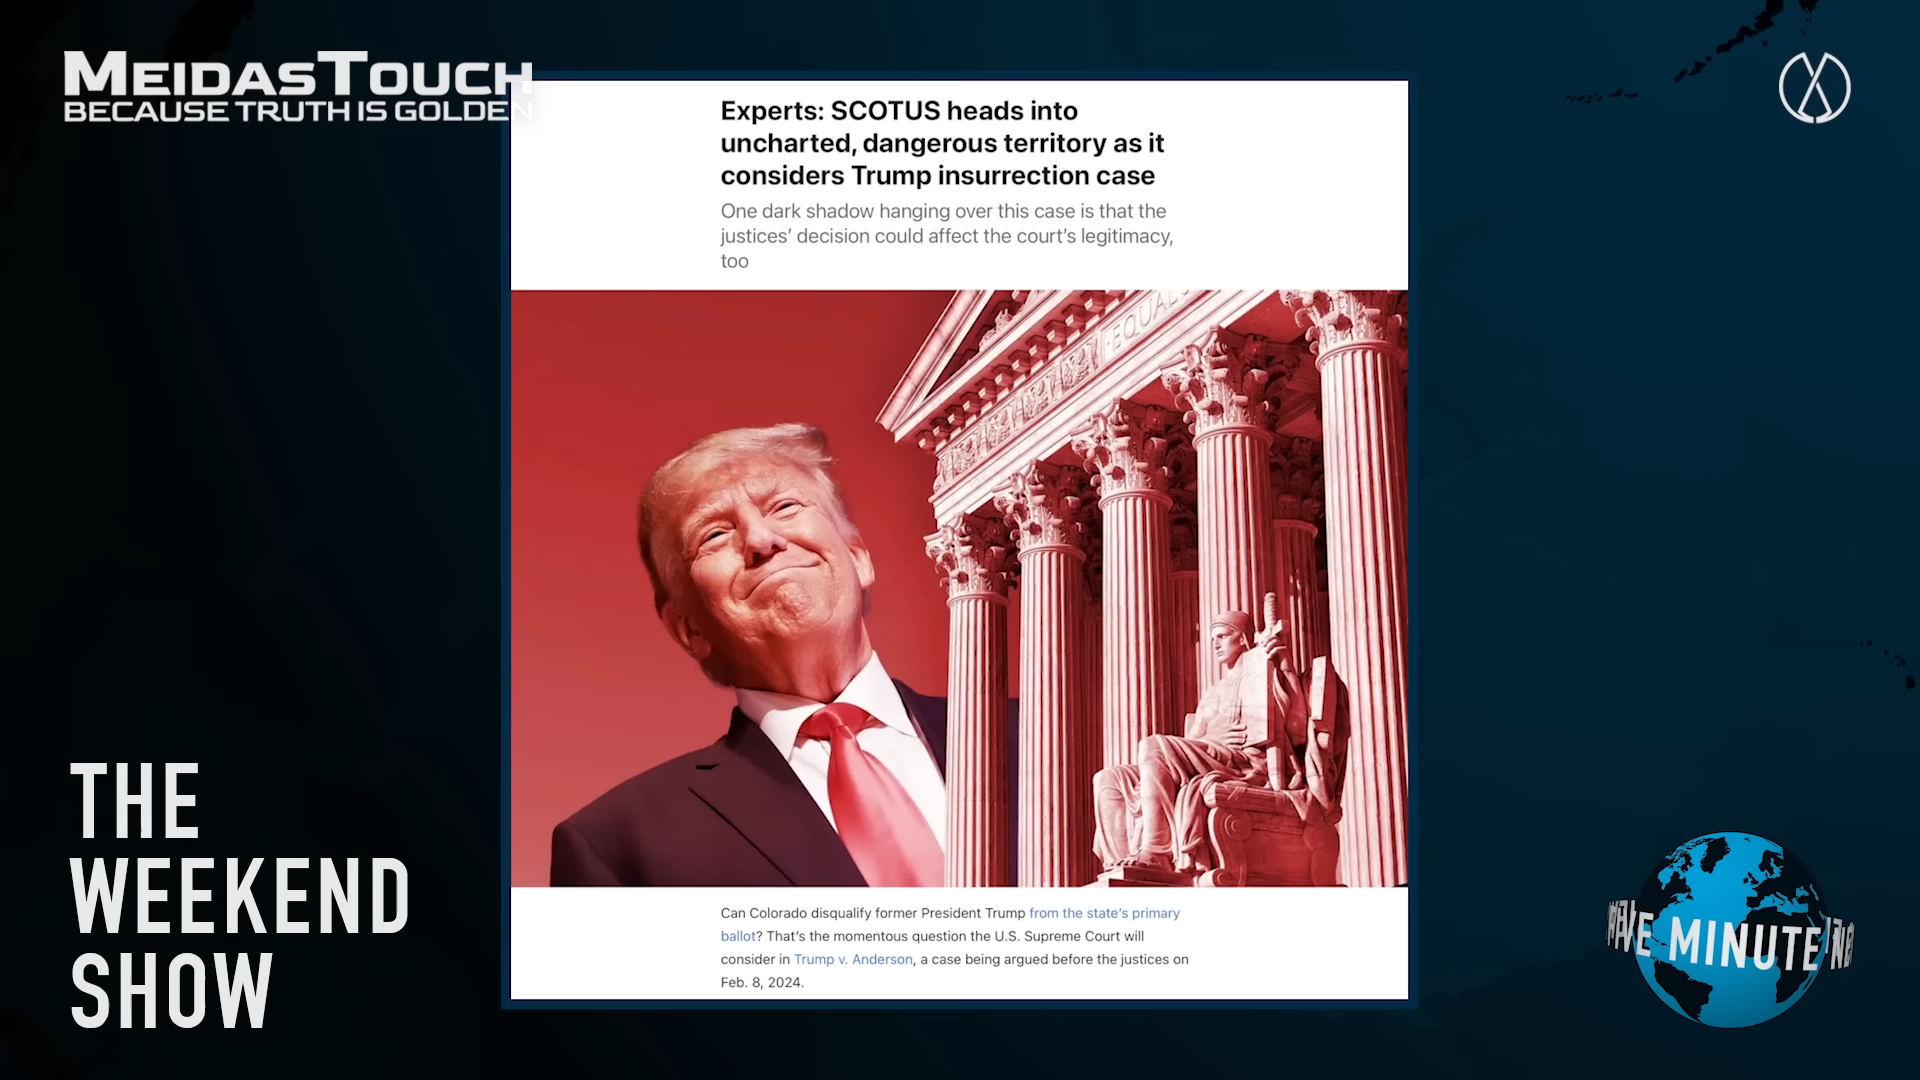 MEIDASTOUCH
BECAUSE TRUTH IS GOLDEN
Experts: SCOTUS heads into
uncharted, dangerous territory as it
considers Trump insurrection case
One dark shadow hanging over this case is that the
justices’ decision could affect the court’s legitimacy,
too
EQUAL
Can Colorado disqualify former President Trump from the state’s primary
ballot? That’s the momentous question the U.S. Supreme Court will
consider in Trump v. Anderson, a case being argued before the justices on
Feb. 8, 2024.
THE
WEEKEND
SHOW
MINUTE